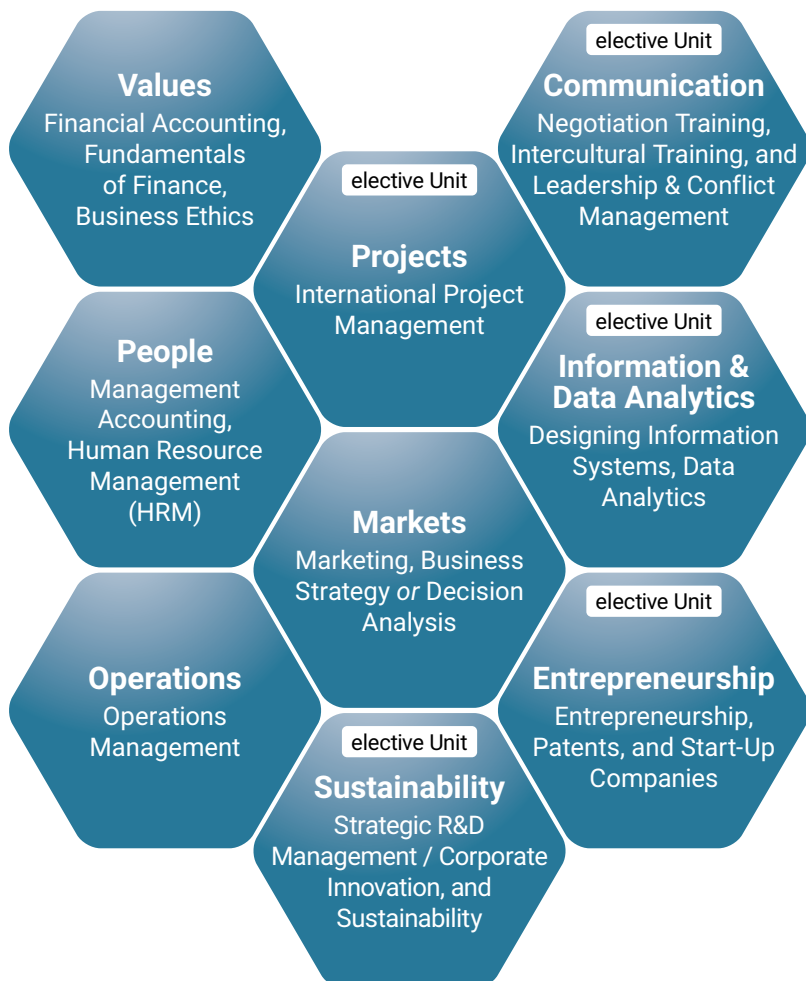 Values
Financial Accounting,
Fundamentals
of Finance,
Business Ethics
elective Unit
Communication
Negotiation Training,
Intercultural Training, and
Leadership & Conflict
Management
elective Unit
Projects
International Project
Management
People
Management
Accounting,
Human Resource
Management
(HRM)
elective Unit
Information &
Data Analytics
Designing Information
Systems, Data
Analytics
Markets
Marketing, Business
Strategy or Decision
Analysis
Operations
Operations
Management
elective Unit
Entrepreneurship
Entrepreneurship,
Patents, and Start-Up
Companies
elective Unit
Sustainability
Strategic R&D
Management / Corporate
Innovation, and
Sustainability